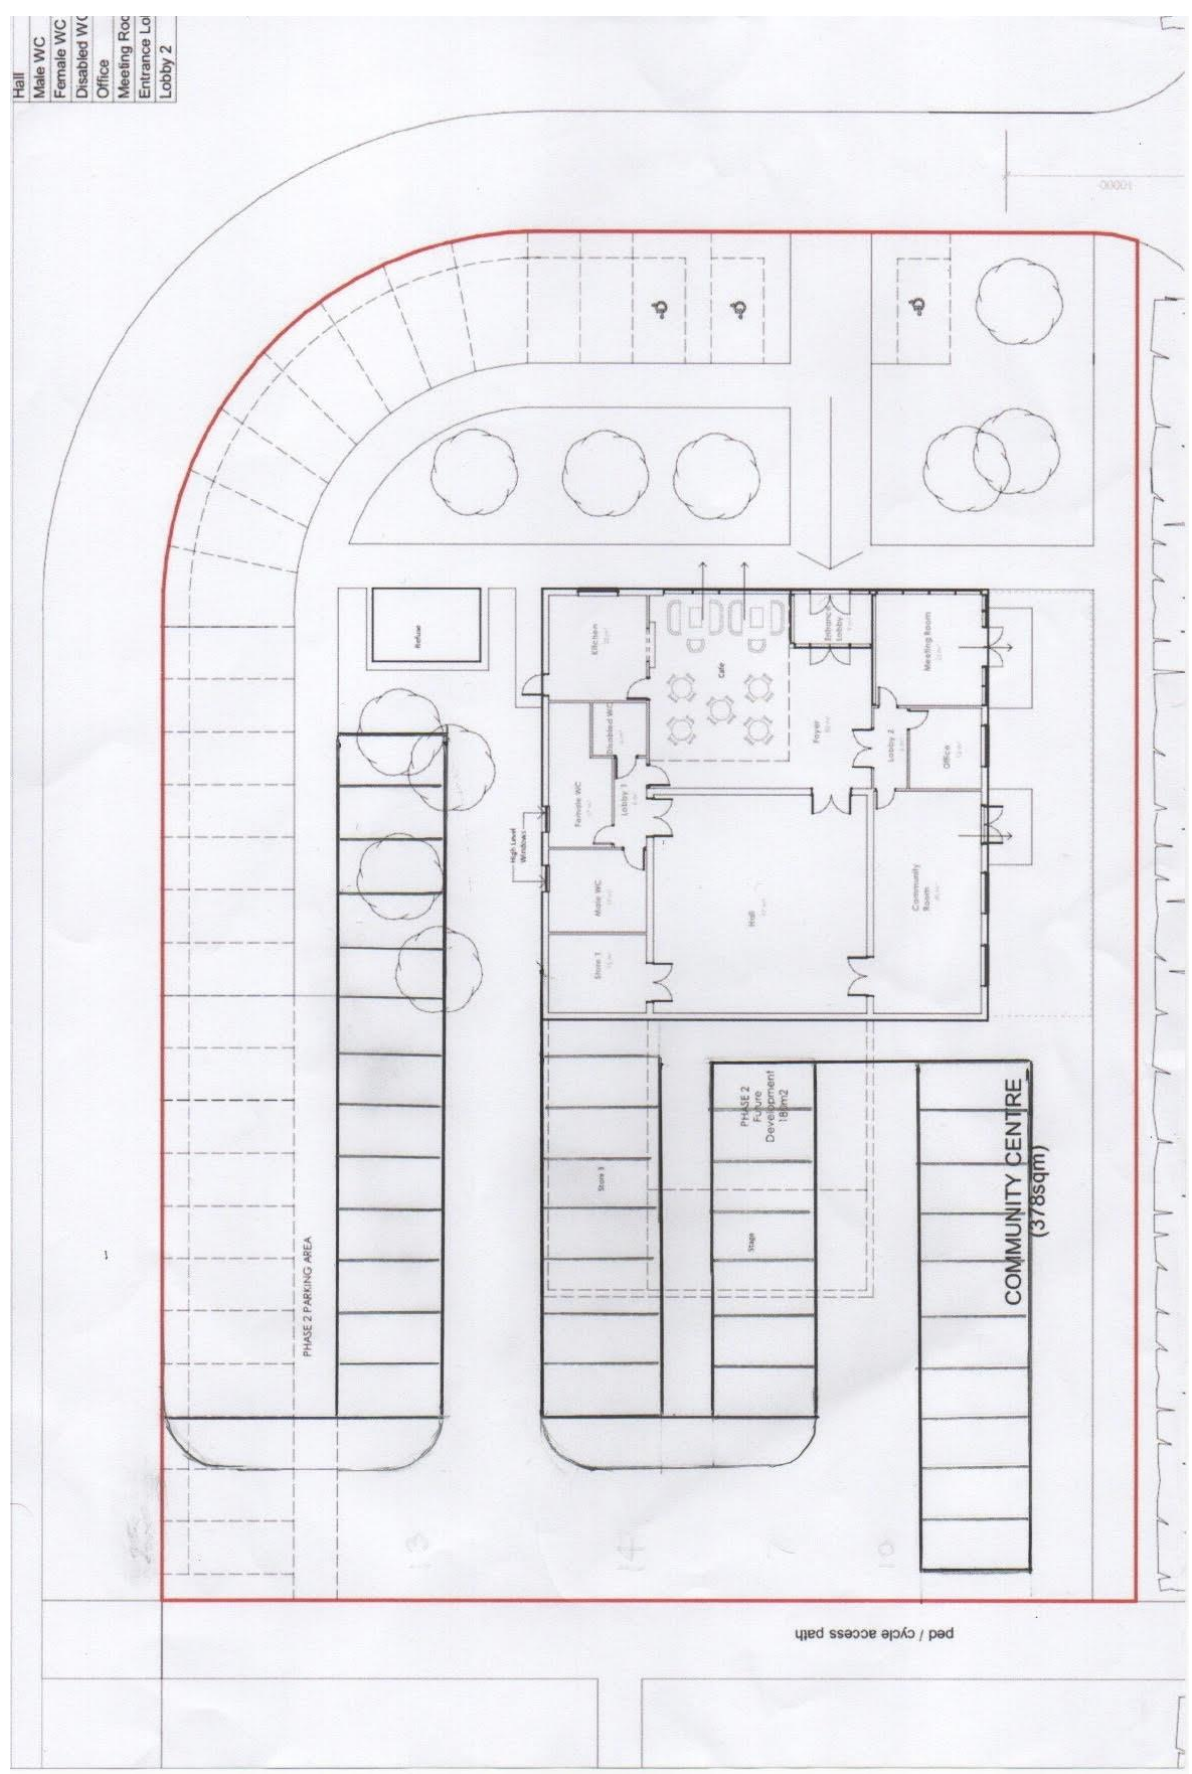 Hall
Male WC
Female WC
Disabled WC
Office
Meeting Roo
Entrance Lo
Lobby 2
10000
Refuse
Kitchen
Cafe
Entrance
Lobby
Meeting Room
Disabled WC
Female WC
Lobby 1
Foyer
Lobby 2
Office
High Level
Windows
Male WC
Hall
Community
Room
Store 1
PHASE 2
Future
Development
Store 3
Stage
COMMUNITY CENTRE
(378sqm)
PHASE 2 PARKING AREA
13
14
7
10
ped / cycle access path